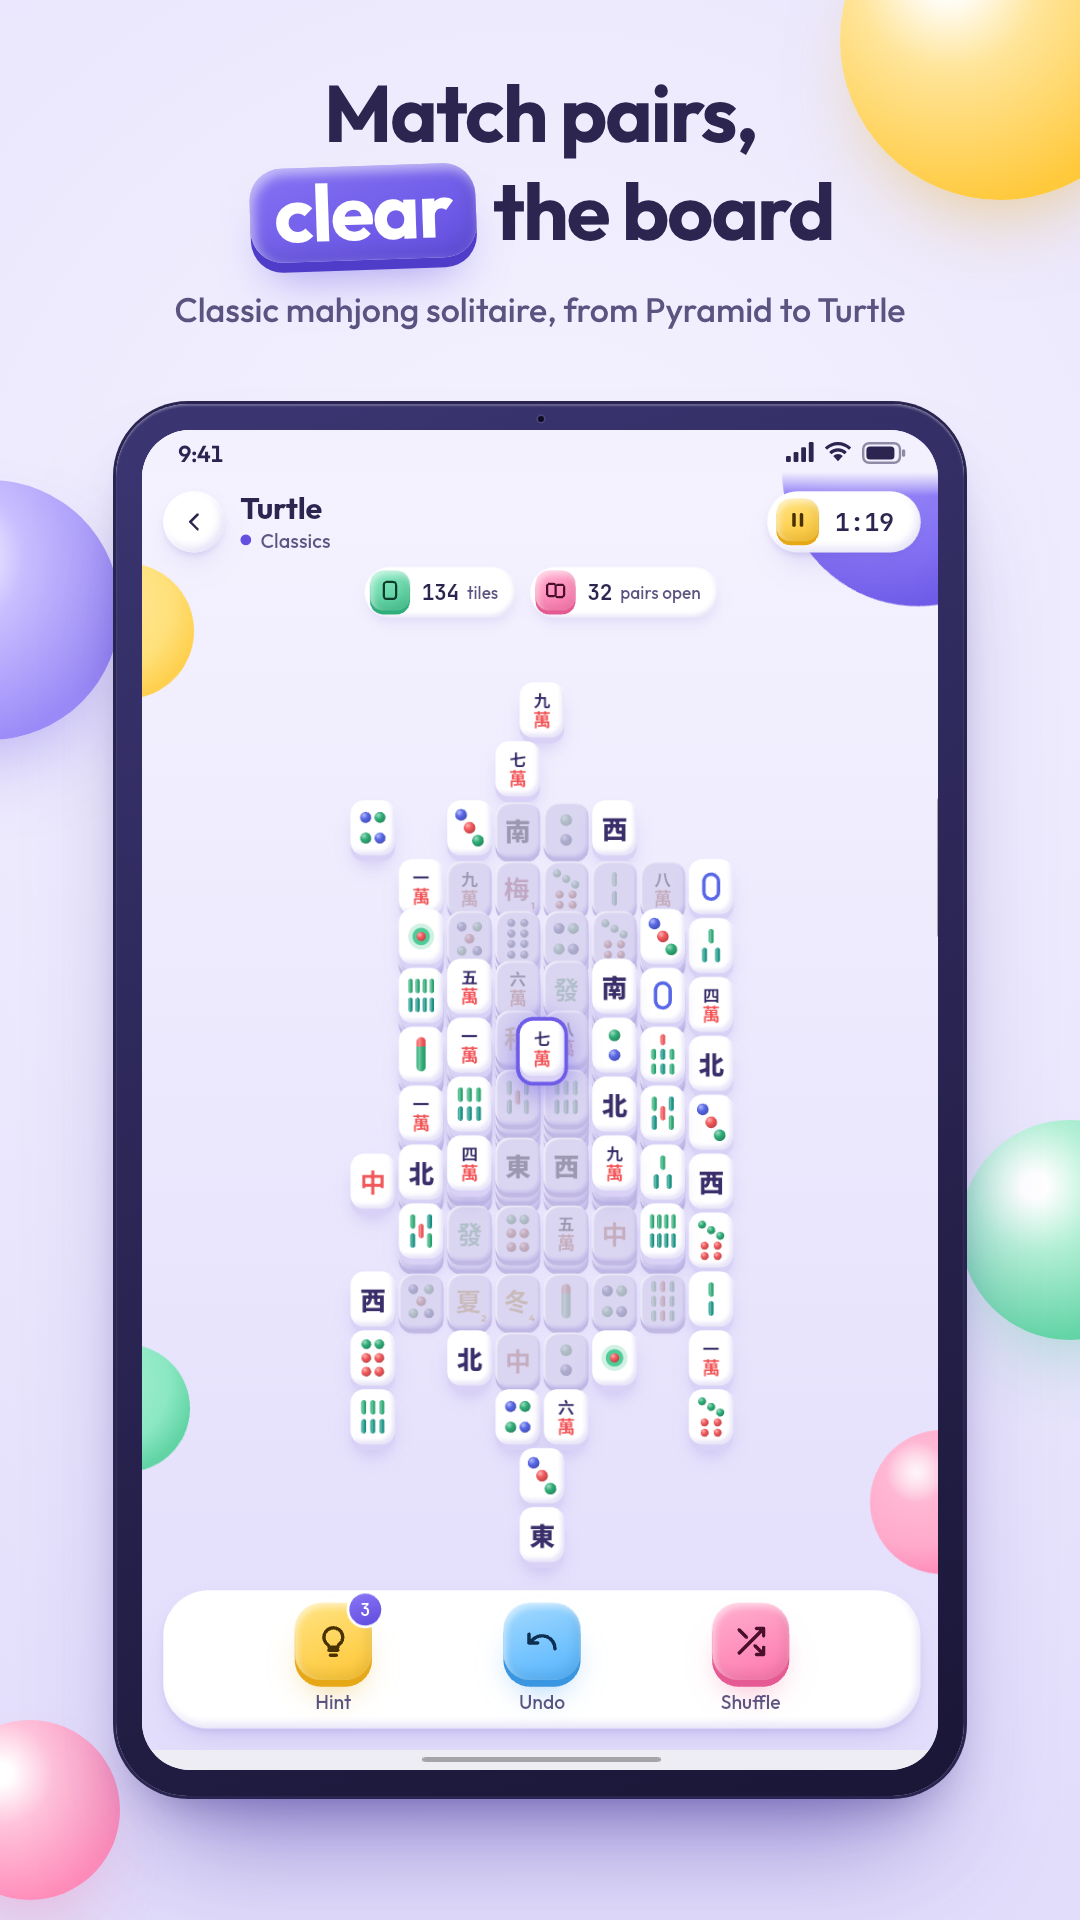 Match pairs,
clear the board
Classic mahjong solitaire, from Pyramid to Turtle
9:41
Turtle
Classics
1:19
134 tiles
32 pairs open
九萬
七萬
南
西
一萬
九萬
梅
八萬
五萬
六萬
發
南
四萬
一萬
七萬
北
一萬
北
中
北
四萬
東
西
九萬
西
發
五萬
中
西
夏
冬
北
中
一萬
六萬
東
3
Hint
Undo
Shuffle